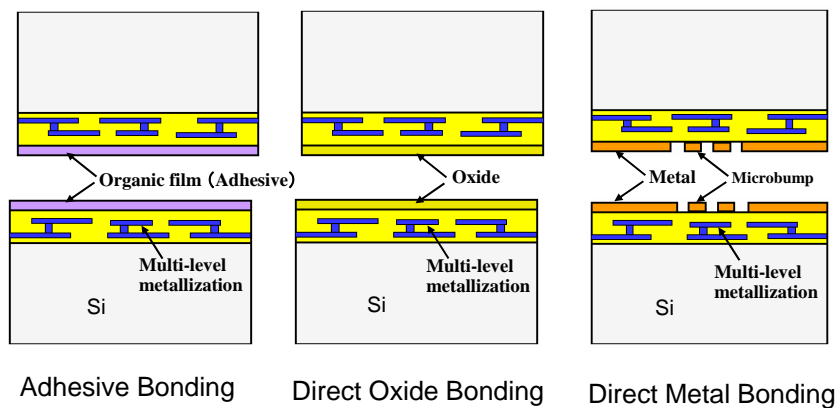 Organic film (Adhesive)
Multi-level
metallization
Si
Adhesive Bonding
Oxide
Multi-level
metallization
Si
Direct Oxide Bonding
Metal
Microbump
Multi-level
metallization
Si
Direct Metal Bonding